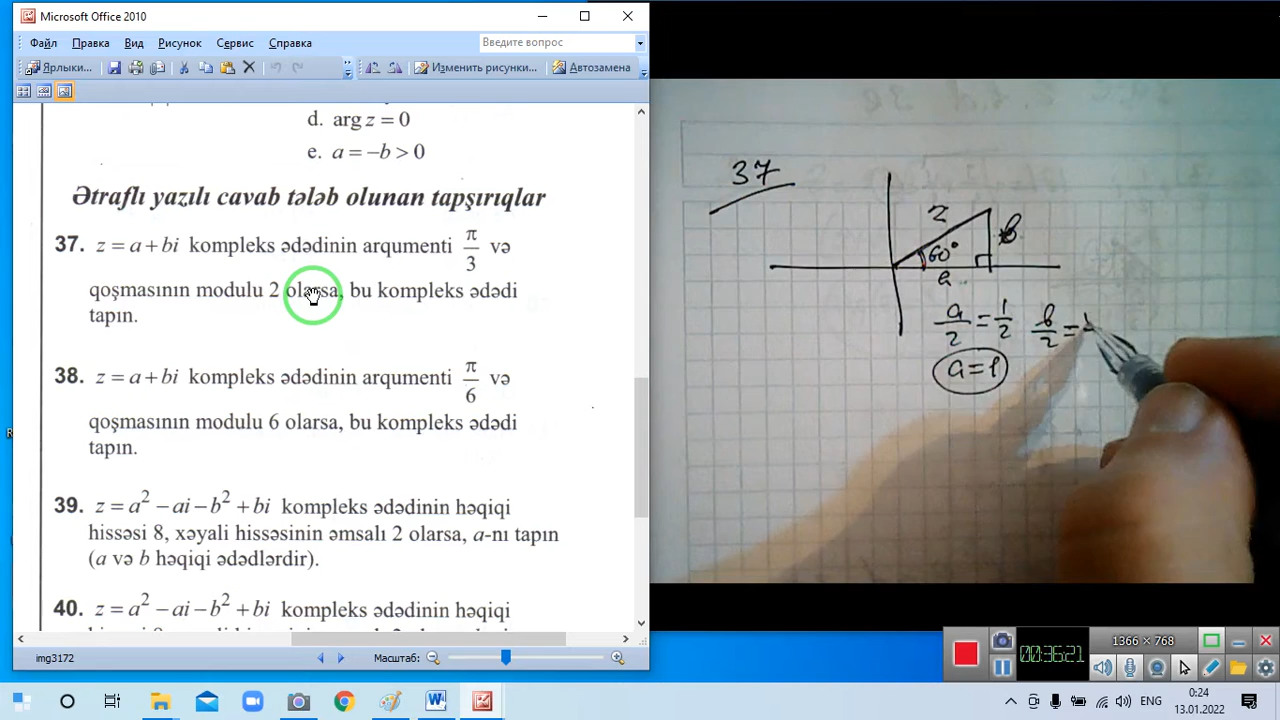 Microsoft Office 2010
Файл Правка Вид Рисунок Сервис Справка Введите вопрос
Ярлыки... Изменить рисунки... Автозамена
d. arg z = 0
e. a = −b > 0
Ətraflı yazılı cavab tələb olunan tapşırıqlar
37. z = a + bi kompleks ədədinin arqumenti π/3 və
qoşmasının modulu 2 olarsa, bu kompleks ədədi
tapın.
38. z = a + bi kompleks ədədinin arqumenti π/6 və
qoşmasının modulu 6 olarsa, bu kompleks ədədi
tapın.
39. z = a² − ai − b² + bi kompleks ədədinin həqiqi
hissəsi 8, xəyali hissəsinin əmsalı 2 olarsa, a-nı tapın
(a və b həqiqi ədədlərdir).
40. z = a² − ai − b² + bi kompleks ədədinin həqiqi
img3172 Масштаб:
37
2
60°
b
a
a/2 = 1/2 b/2 =
a = 1
1366 x 768
00:36:21
ENG
0:24
13.01.2022